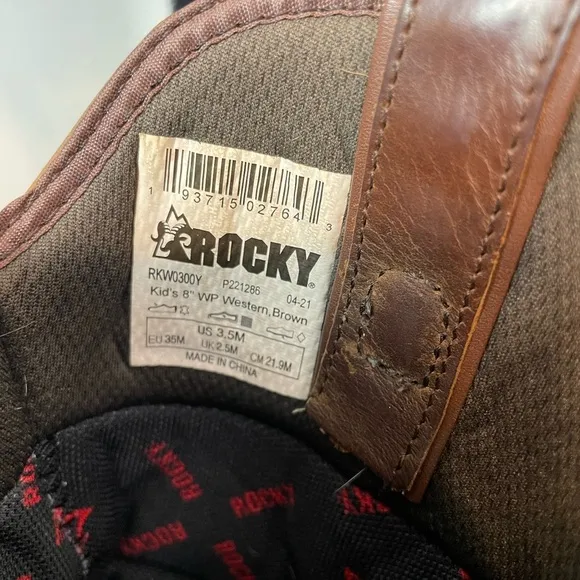 1 93715 02764 3
ROCKY®
RKW0300Y P221286 04-21
Kid's 8" WP Western,Brown
US 3.5M
EU 35M UK 2.5M CM 21.9M
MADE IN CHINA
ROCKY
ROCKY
ROCKY
ROCKY